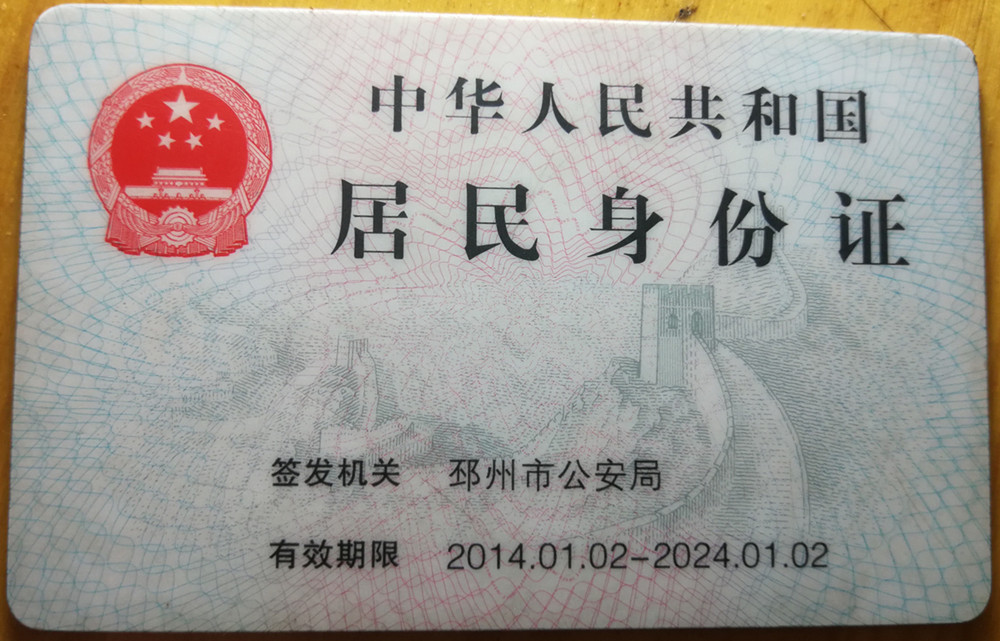 中华人民共和国
居民身份证
签发机关 邳州市公安局
有效期限 2014.01.02-2024.01.02